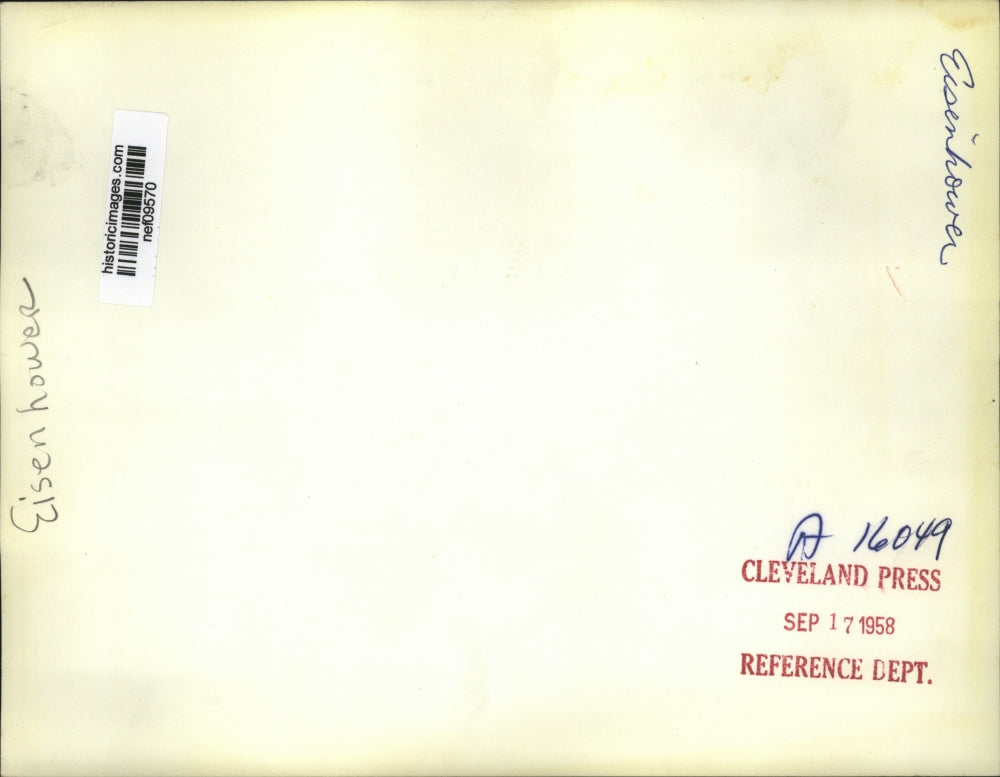 Eisenhower
historicimages.com
nef09570
Eisenhower
A 16049
CLEVELAND PRESS
SEP 17 1958
REFERENCE DEPT.